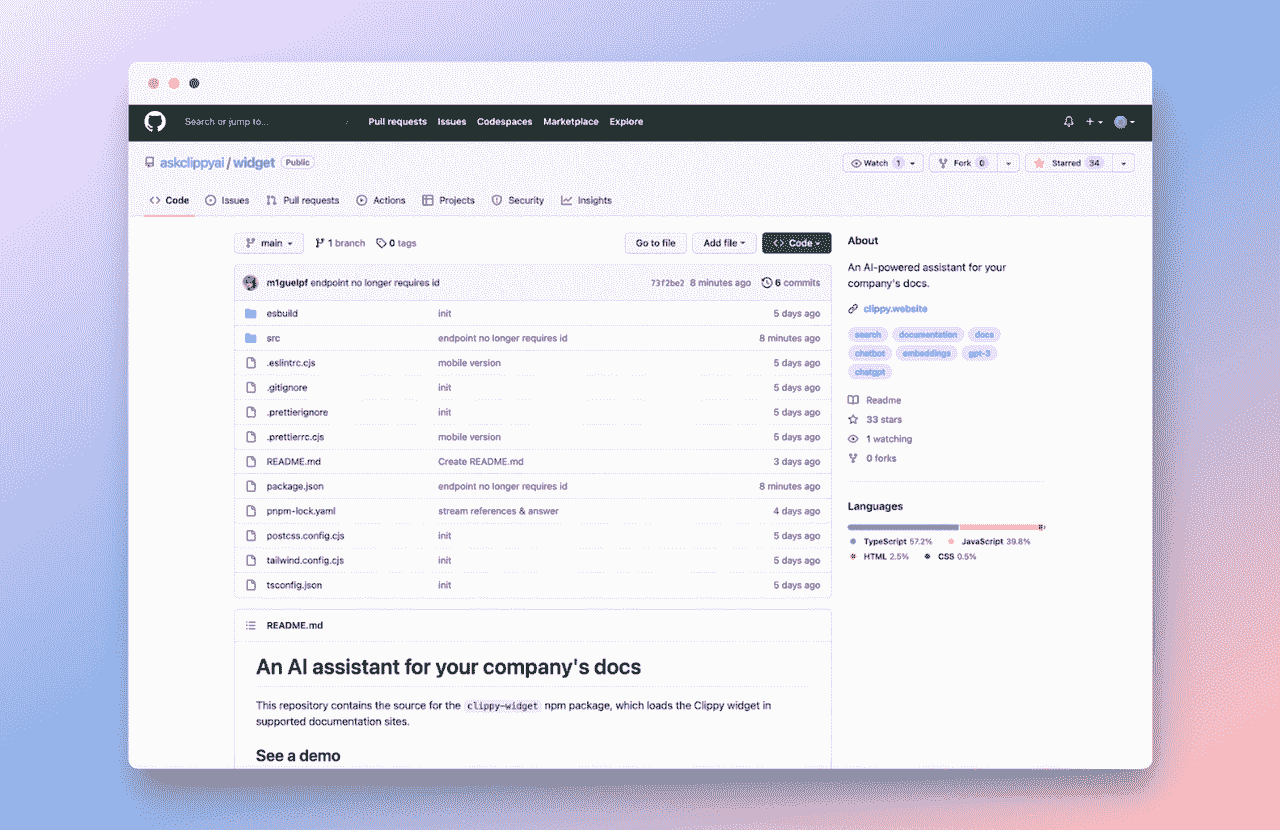 Search or jump to... / Pull requests Issues Codespaces Marketplace Explore
askclippyai / widget Public Watch 1 Fork 0 Starred 34
Code Issues Pull requests Actions Projects Security Insights
main 1 branch 0 tags Go to file Add file Code
m1guelpf endpoint no longer requires id 73f2be2 8 minutes ago 6 commits
esbuild init 5 days ago
src endpoint no longer requires id 8 minutes ago
.eslintrc.cjs mobile version 5 days ago
.gitignore init 5 days ago
.prettierignore init 5 days ago
.prettierrc.cjs mobile version 5 days ago
README.md Create README.md 3 days ago
package.json endpoint no longer requires id 8 minutes ago
pnpm-lock.yaml stream references & answer 4 days ago
postcss.config.cjs init 5 days ago
tailwind.config.cjs init 5 days ago
tsconfig.json init 5 days ago
README.md
An AI assistant for your company's docs
This repository contains the source for the clippy-widget npm package, which loads the Clippy widget in
supported documentation sites.
See a demo
About
An AI-powered assistant for your
company's docs.
clippy.website
search documentation docs
chatbot embeddings gpt-3
chatgpt
Readme
33 stars
1 watching
0 forks
Languages
TypeScript 57.2% JavaScript 39.8%
HTML 2.5% CSS 0.5%